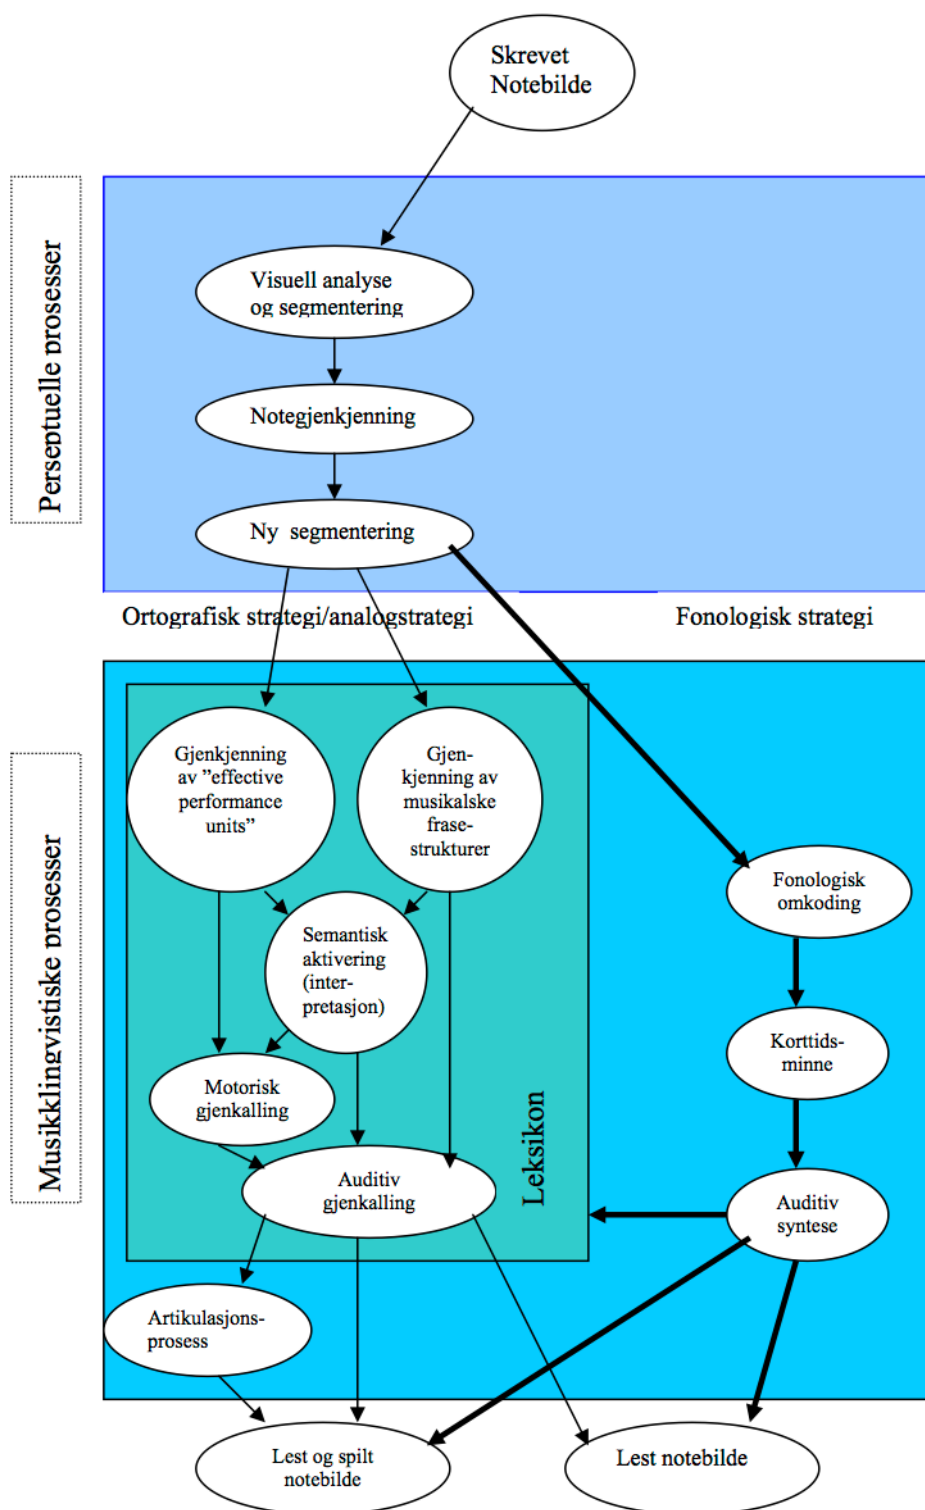 Skrevet
Notebilde
Perseptuelle prosesser
Visuell analyse
og segmentering
Notegjenkjenning
Ny segmentering
Ortografisk strategi/analogstrategi
Fonologisk strategi
Musikklingvistiske prosesser
Gjenkjenning
av ”effective
performance
units”
Gjen-
kjenning av
musikalske
frase-
strukturer
Fonologisk
omkoding
Semantisk
aktivering
(inter-
pretasjon)
Korttids-
minne
Motorisk
gjenkalling
Leksikon
Auditiv
gjenkalling
Auditiv
syntese
Artikulasjons-
prosess
Lest og spilt
notebilde
Lest notebilde